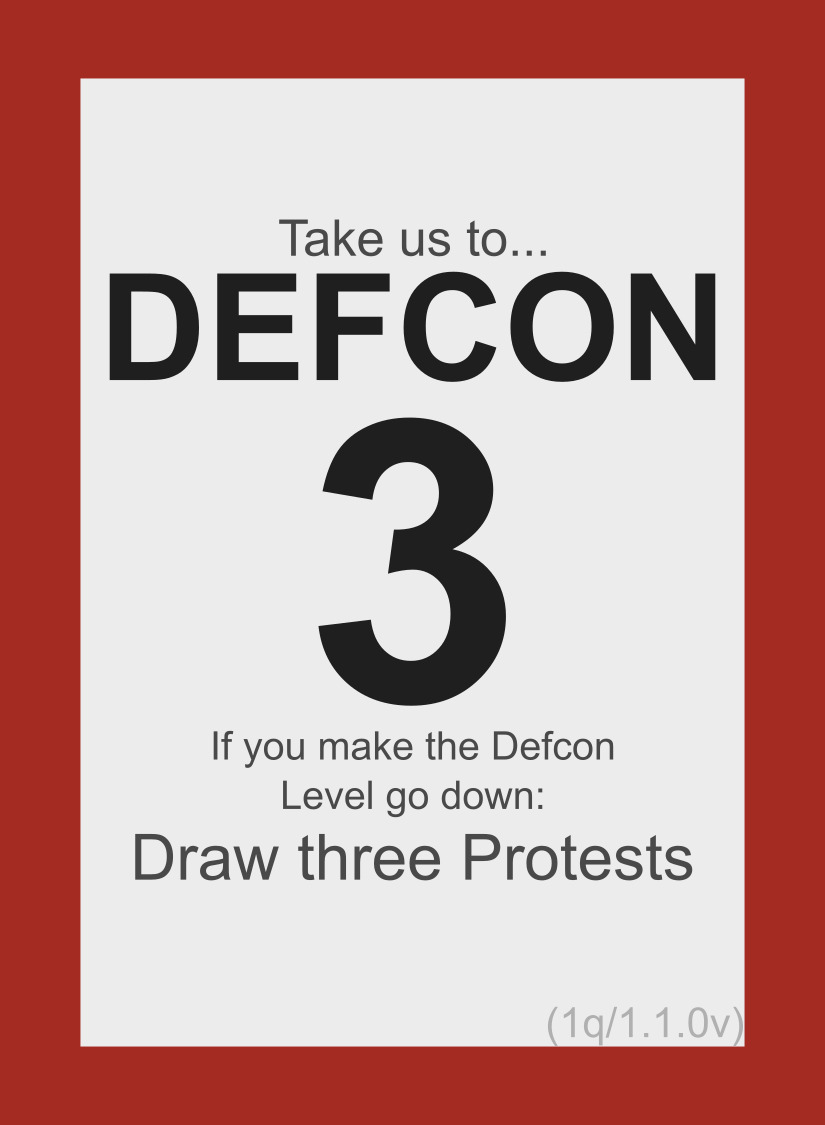 Take us to...
DEFCON
3
If you make the Defcon
Level go down:
Draw three Protests
(1q/1.1.0v)